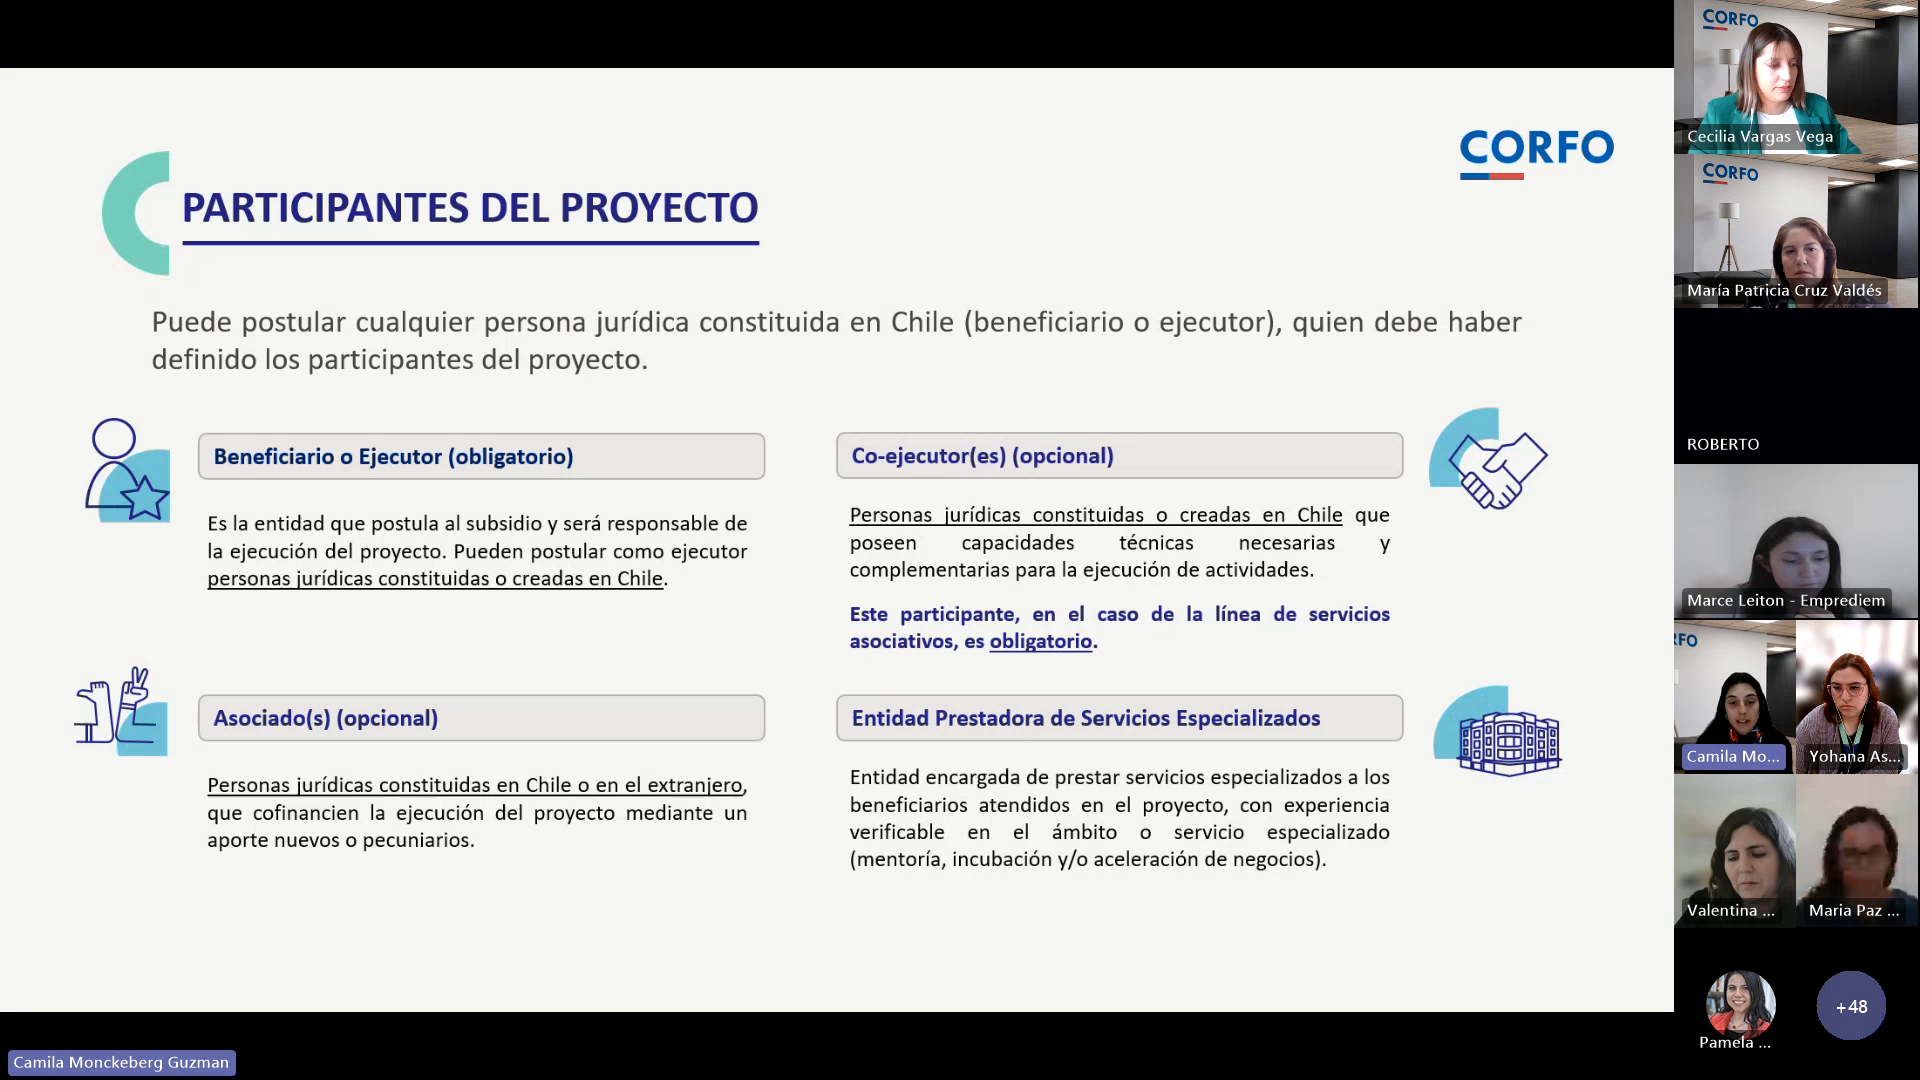 CORFO
PARTICIPANTES DEL PROYECTO
Puede postular cualquier persona jurídica constituida en Chile (beneficiario o ejecutor), quien debe haber
definido los participantes del proyecto.
Beneficiario o Ejecutor (obligatorio)
Es la entidad que postula al subsidio y será responsable de
la ejecución del proyecto. Pueden postular como ejecutor
personas jurídicas constituidas o creadas en Chile.
Co-ejecutor(es) (opcional)
Personas jurídicas constituidas o creadas en Chile que
poseen capacidades técnicas necesarias y
complementarias para la ejecución de actividades.
Este participante, en el caso de la línea de servicios
asociativos, es obligatorio.
Asociado(s) (opcional)
Personas jurídicas constituidas en Chile o en el extranjero,
que cofinancien la ejecución del proyecto mediante un
aporte nuevos o pecuniarios.
Entidad Prestadora de Servicios Especializados
Entidad encargada de prestar servicios especializados a los
beneficiarios atendidos en el proyecto, con experiencia
verificable en el ámbito o servicio especializado
(mentoría, incubación y/o aceleración de negocios).
Camila Monckeberg Guzman
CORFO
Cecilia Vargas Vega
CORFO
María Patricia Cruz Valdés
ROBERTO
Marce Leiton - Emprediem
RFO
Camila Mo...
Yohana As...
Valentina ...
Maria Paz ...
Pamela ...
+48